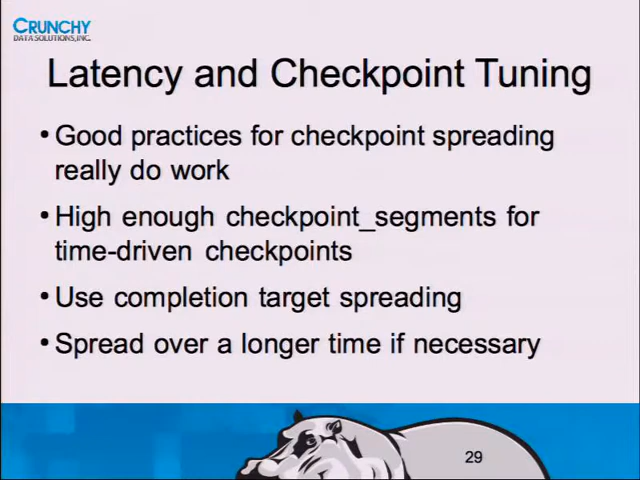 CRUNCHY
DATA SOLUTIONS, INC.
Latency and Checkpoint Tuning
• Good practices for checkpoint spreading
really do work
• High enough checkpoint_segments for
time-driven checkpoints
• Use completion target spreading
• Spread over a longer time if necessary
29